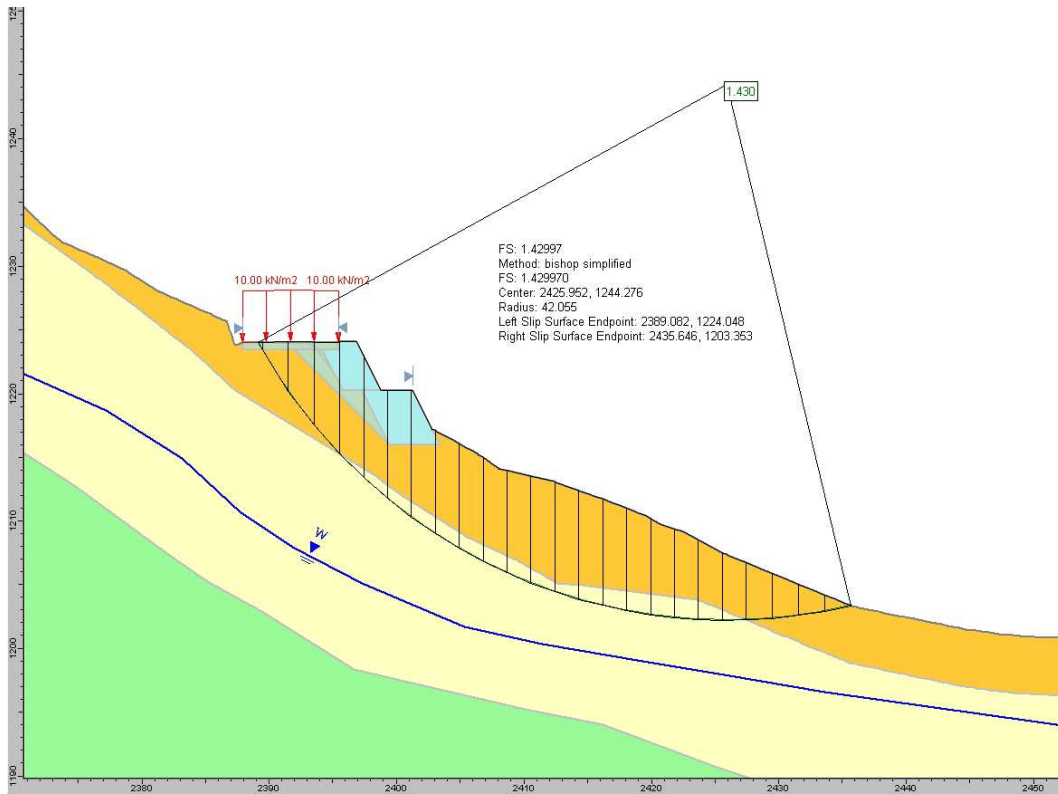 1.430
FS: 1.42997
Method: bishop simplified
FS: 1.429970
Center: 2425.952, 1244.276
Radius: 42.055
Left Slip Surface Endpoint: 2389.082, 1224.048
Right Slip Surface Endpoint: 2435.646, 1203.353
10.00 kN/m2 10.00 kN/m2
W
1240
1230
1220
1210
1200
1190
2380 2390 2400 2410 2420 2430 2440 2450